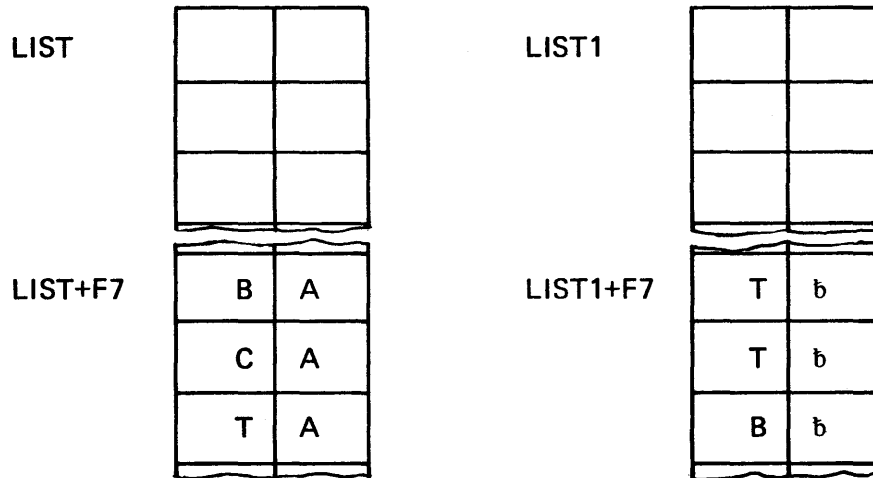 LIST LIST1
LIST+F7 B A LIST1+F7 T ␢
C A T ␢
T A B ␢